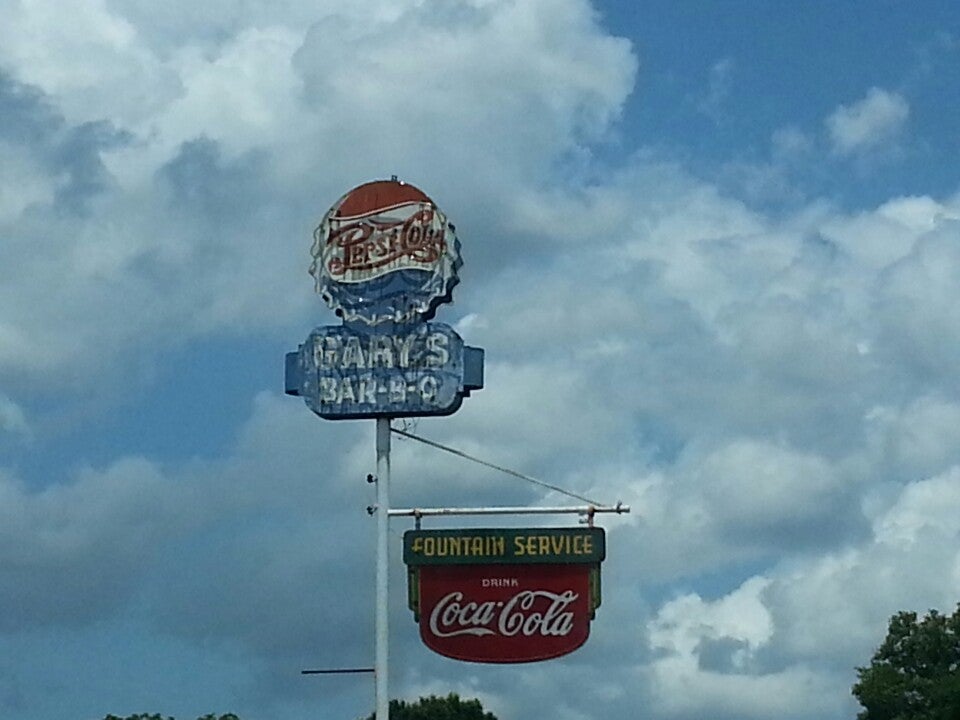 Pepsi-Cola
GARY'S
BAR-B-Q
FOUNTAIN SERVICE
DRINK
Coca-Cola